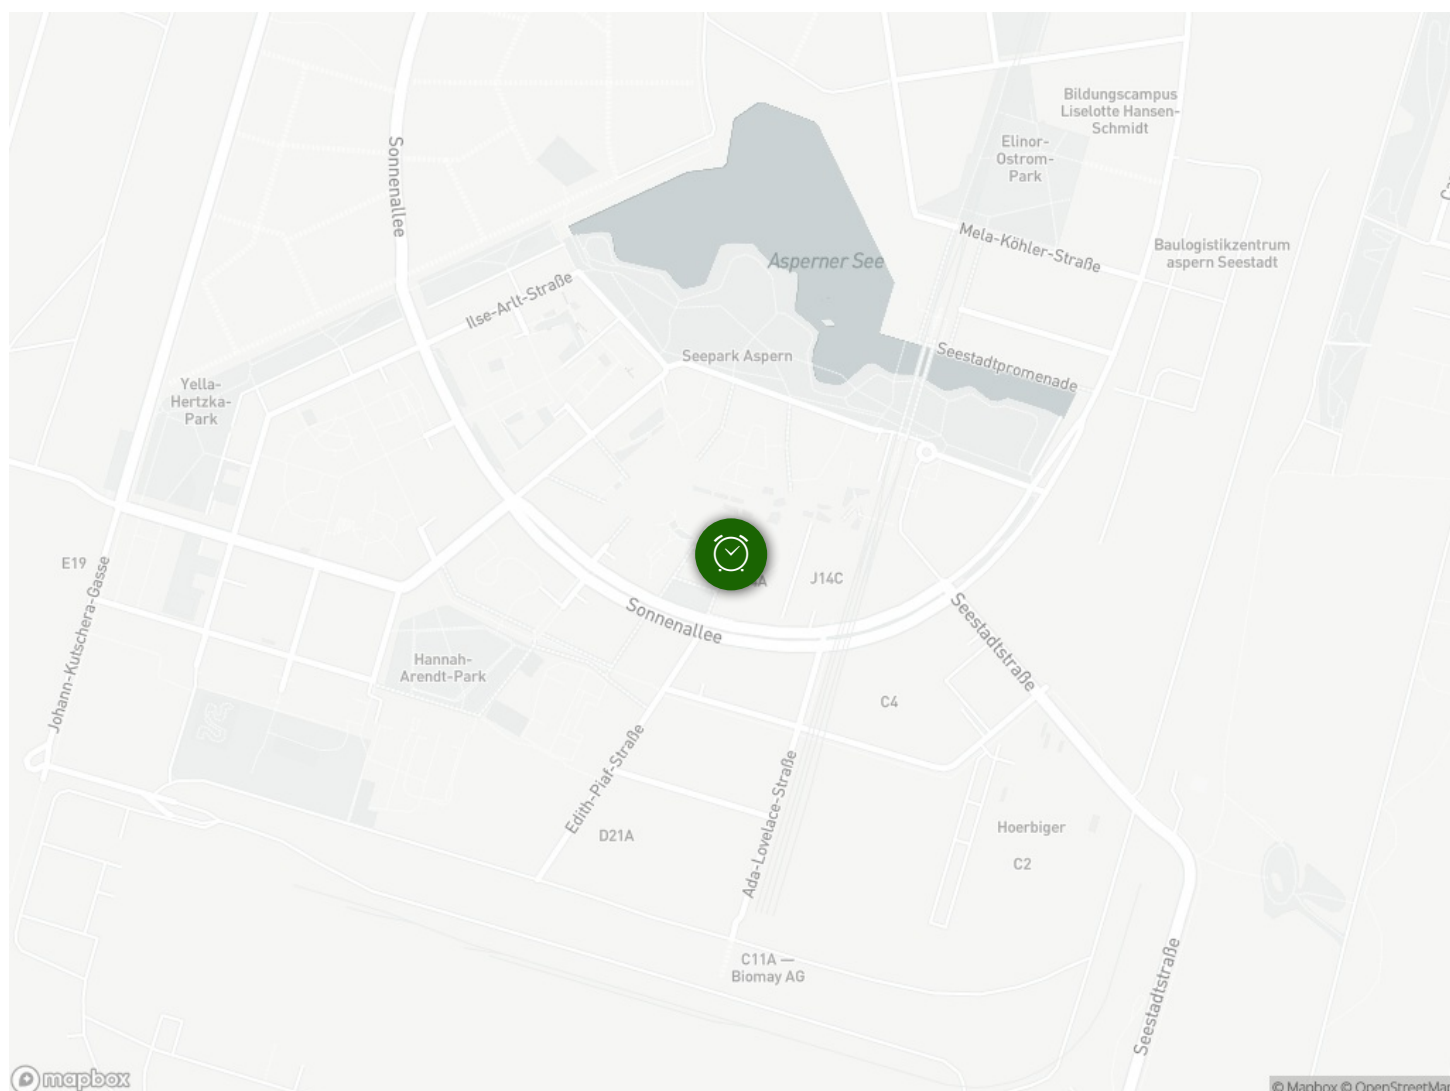 Bildungscampus
Liselotte Hansen-
Schmidt
Elinor-
Ostrom-
Park
Sonnenallee
Mela-Köhler-Straße
Baulogistikzentrum
aspern Seestadt
Asperner See
Ilse-Arlt-Straße
Seepark Aspern
Seestadtpromenade
Yella-
Hertzka-
Park
E19
J14C
Johann-Kutschera-Gasse
Sonnenallee
Seestadtstraße
Hannah-
Arendt-Park
C4
Edith-Piaf-Straße
Ada-Lovelace-Straße
D21A
Hoerbiger
C2
C11A —
Biomay AG
Seestadtstraße
mapbox
© Mapbox © OpenStreetMap